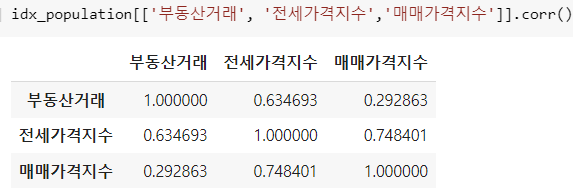 idx_population[['부동산거래', '전세가격지수','매매가격지수']].corr()
부동산거래 전세가격지수 매매가격지수
부동산거래 1.000000 0.634693 0.292863
전세가격지수 0.634693 1.000000 0.748401
매매가격지수 0.292863 0.748401 1.000000